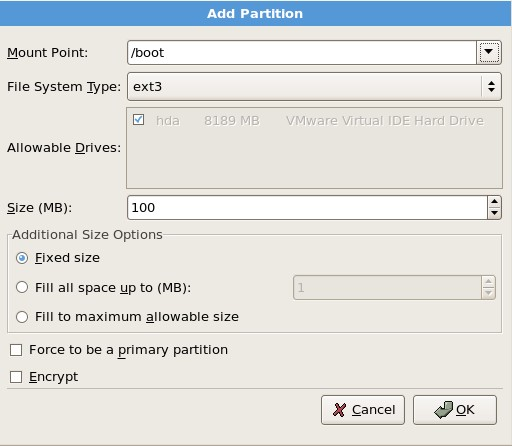 Add Partition
Mount Point: /boot
File System Type: ext3
Allowable Drives: hda 8189 MB VMware Virtual IDE Hard Drive
Size (MB): 100
Additional Size Options
Fixed size
Fill all space up to (MB): 1
Fill to maximum allowable size
Force to be a primary partition
Encrypt
Cancel OK